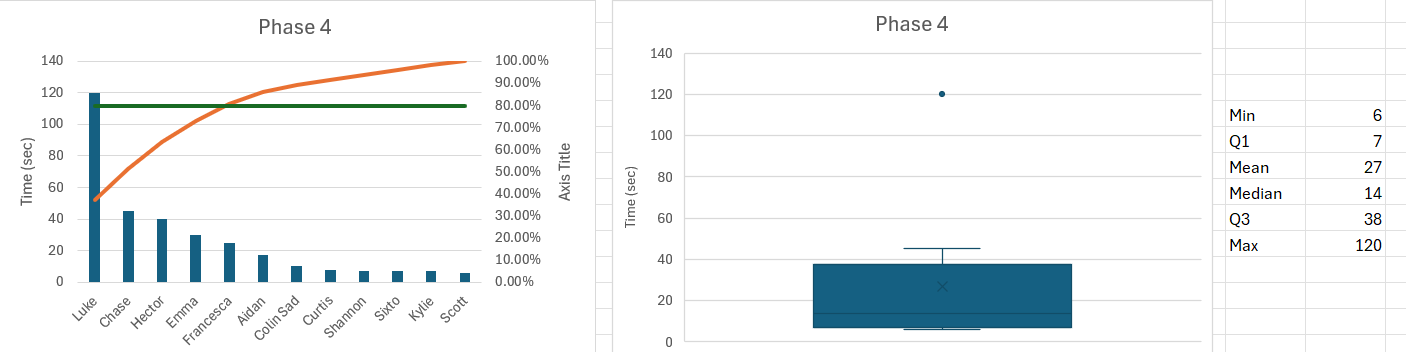 Phase 4
140
120
100
80
60
40
20
0
Time (sec)
100.00%
90.00%
80.00%
70.00%
60.00%
50.00%
40.00%
30.00%
20.00%
10.00%
0.00%
Axis Title
Luke
Chase
Hector
Emma
Francesca
Aidan
Colin Sad
Curtis
Shannon
Sixto
Kylie
Scott
Phase 4
140
120
100
80
60
40
20
0
Time (sec)
Min 6
Q1 7
Mean 27
Median 14
Q3 38
Max 120